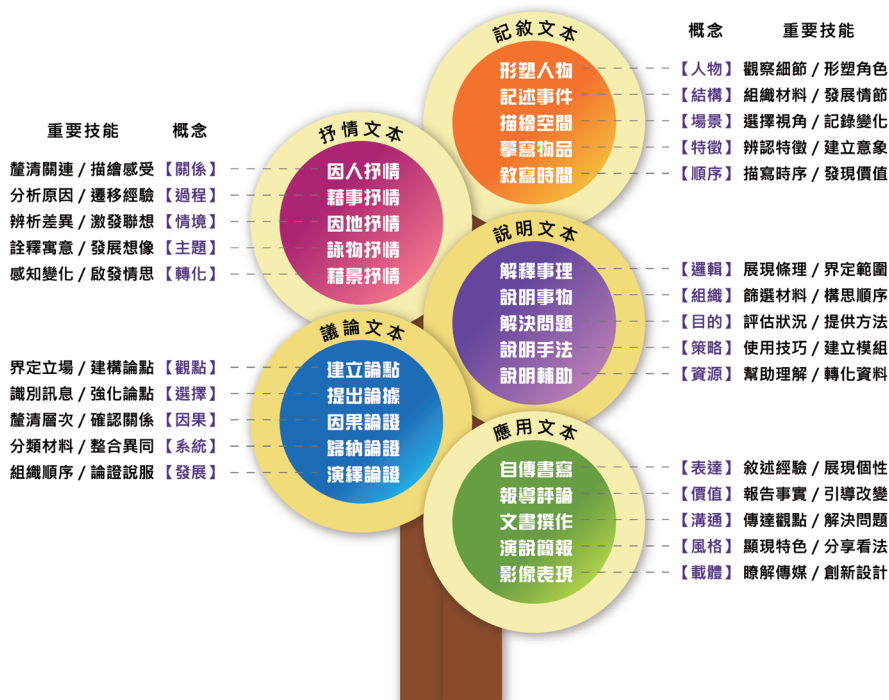 記敘文本
概念 重要技能
形塑人物 【人物】 觀察細節 / 形塑角色
記述事件 【結構】 組織材料 / 發展情節
描繪空間 【場景】 選擇視角 / 記錄變化
摹寫物品 【特徵】 辨認特徵 / 建立意象
敘寫時間 【順序】 描寫時序 / 發現價值
抒情文本
重要技能 概念
釐清關連 / 描繪感受 【關係】 因人抒情
分析原因 / 遷移經驗 【過程】 藉事抒情
辨析差異 / 激發聯想 【情境】 因地抒情
詮釋寓意 / 發展想像 【主題】 詠物抒情
感知變化 / 啟發情思 【轉化】 藉景抒情
說明文本
解釋事理 【邏輯】 展現條理 / 界定範圍
說明事物 【組織】 篩選材料 / 構思順序
解決問題 【目的】 評估狀況 / 提供方法
說明手法 【策略】 使用技巧 / 建立模組
說明輔助 【資源】 幫助理解 / 轉化資料
議論文本
界定立場 / 建構論點 【觀點】 建立論點
識別訊息 / 強化論點 【選擇】 提出論據
釐清層次 / 確認關係 【因果】 因果論證
分類材料 / 整合異同 【系統】 歸納論證
組織順序 / 論證說服 【發展】 演繹論證
應用文本
自傳書寫 【表達】 敘述經驗 / 展現個性
報導評論 【價值】 報告事實 / 引導改變
文書撰作 【溝通】 傳達觀點 / 解決問題
演說簡報 【風格】 顯現特色 / 分享看法
影像表現 【載體】 瞭解傳媒 / 創新設計